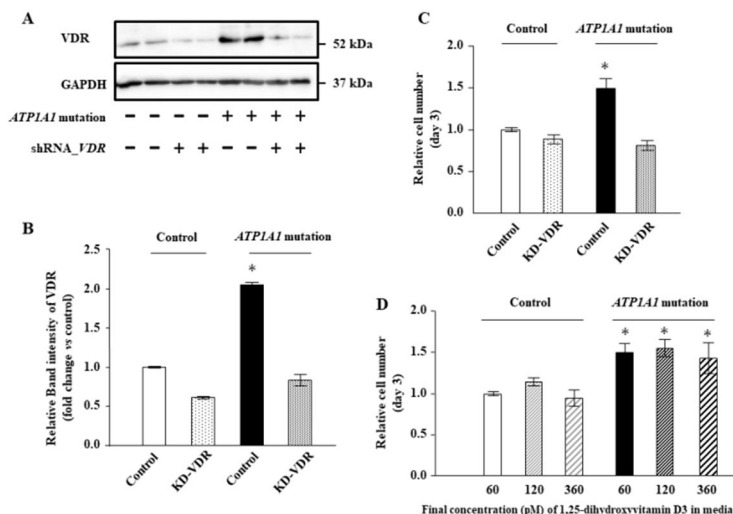 A
VDR
52 kDa
GAPDH
37 kDa
ATP1A1 mutation − − − − + + + +
shRNA_VDR − − + + − − + +
B
Control
ATP1A1 mutation
*
Relative Band intensity of VDR
(fold change vs control)
2.5
2.0
1.5
1.0
0.5
0.0
Control
KD-VDR
Control
KD-VDR
C
Control
ATP1A1 mutation
*
Relative cell number
(day 3)
2.0
1.5
1.0
0.5
0.0
Control
KD-VDR
Control
KD-VDR
D
Control
ATP1A1 mutation
* * *
Relative cell number
(day 3)
2.0
1.5
1.0
0.5
0.0
60 120 360 60 120 360
Final concentration (pM) of 1,25-dihydroxyvitamin D3 in media